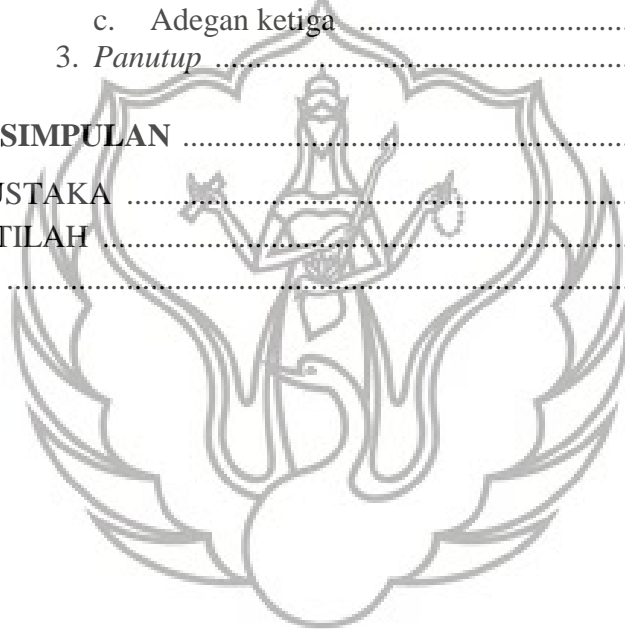 c. Adegan ketiga ........................................
3. Panutup ..............................................................
SIMPULAN .................................................................
USTAKA ..........................................................................
TILAH ..............................................................................
..............................................................................................